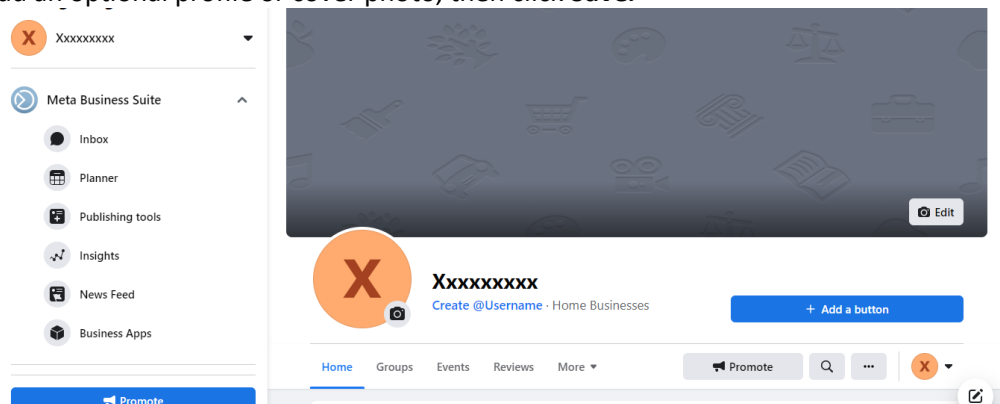 Xxxxxxxxx
Meta Business Suite
Inbox
Planner
Publishing tools
Insights
News Feed
Business Apps
Promote
Edit
X
X
Xxxxxxxxx
Create @Username · Home Businesses
+ Add a button
Home Groups Events Reviews More
Promote
X